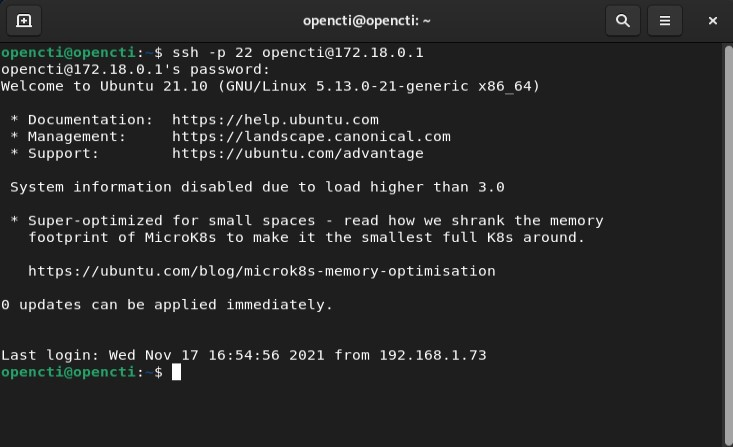 opencti@opencti: ~
opencti@opencti:~$ ssh -p 22 opencti@172.18.0.1
opencti@172.18.0.1's password:
Welcome to Ubuntu 21.10 (GNU/Linux 5.13.0-21-generic x86_64)
* Documentation:  https://help.ubuntu.com
* Management:     https://landscape.canonical.com
* Support:        https://ubuntu.com/advantage
System information disabled due to load higher than 3.0
* Super-optimized for small spaces - read how we shrank the memory
footprint of MicroK8s to make it the smallest full K8s around.
https://ubuntu.com/blog/microk8s-memory-optimisation
0 updates can be applied immediately.
Last login: Wed Nov 17 16:54:56 2021 from 192.168.1.73
opencti@opencti:~$